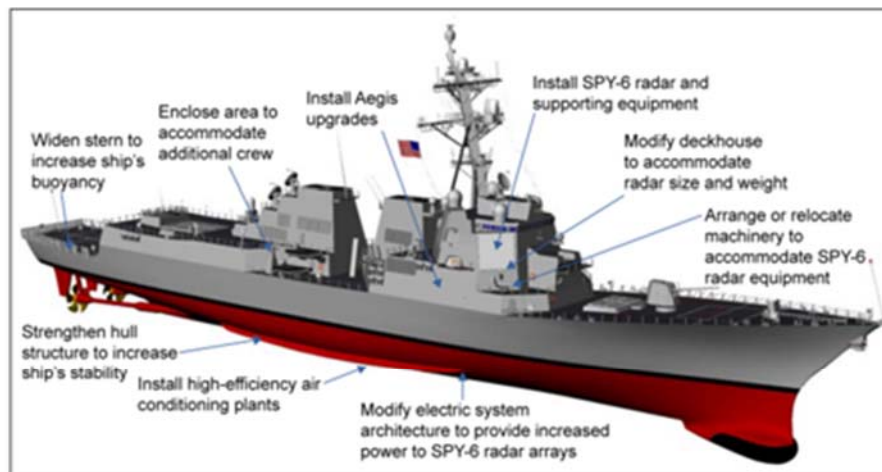 Widen stern to
increase ship's
buoyancy
Enclose area to
accommodate
additional crew
Install Aegis
upgrades
Install SPY-6 radar and
supporting equipment
Modify deckhouse
to accommodate
radar size and weight
Arrange or relocate
machinery to
accommodate SPY-6
radar equipment
Strengthen hull
structure to increase
ship's stability
Install high-efficiency air
conditioning plants
Modify electric system
architecture to provide increased
power to SPY-6 radar arrays